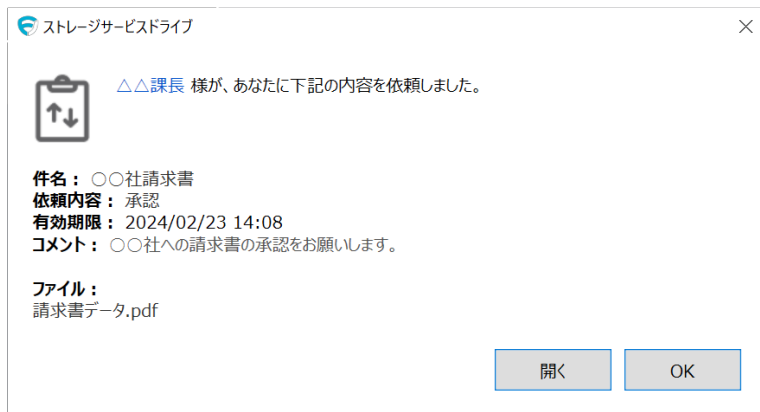 ストレージサービスドライブ
△△課長 様が、あなたに下記の内容を依頼しました。
件名： ○○社請求書
依頼内容： 承認
有効期限： 2024/02/23 14:08
コメント： ○○社への請求書の承認をお願いします。
ファイル：
請求書データ.pdf
開く
OK